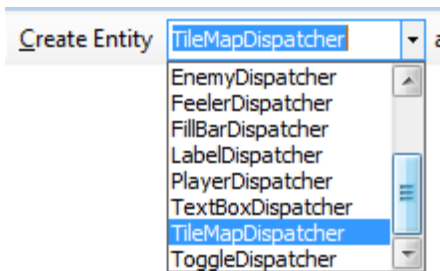 Create Entity TileMapDispatcher a
EnemyDispatcher
FeelerDispatcher
FillBarDispatcher
LabelDispatcher
PlayerDispatcher
TextBoxDispatcher
TileMapDispatcher
ToggleDispatcher